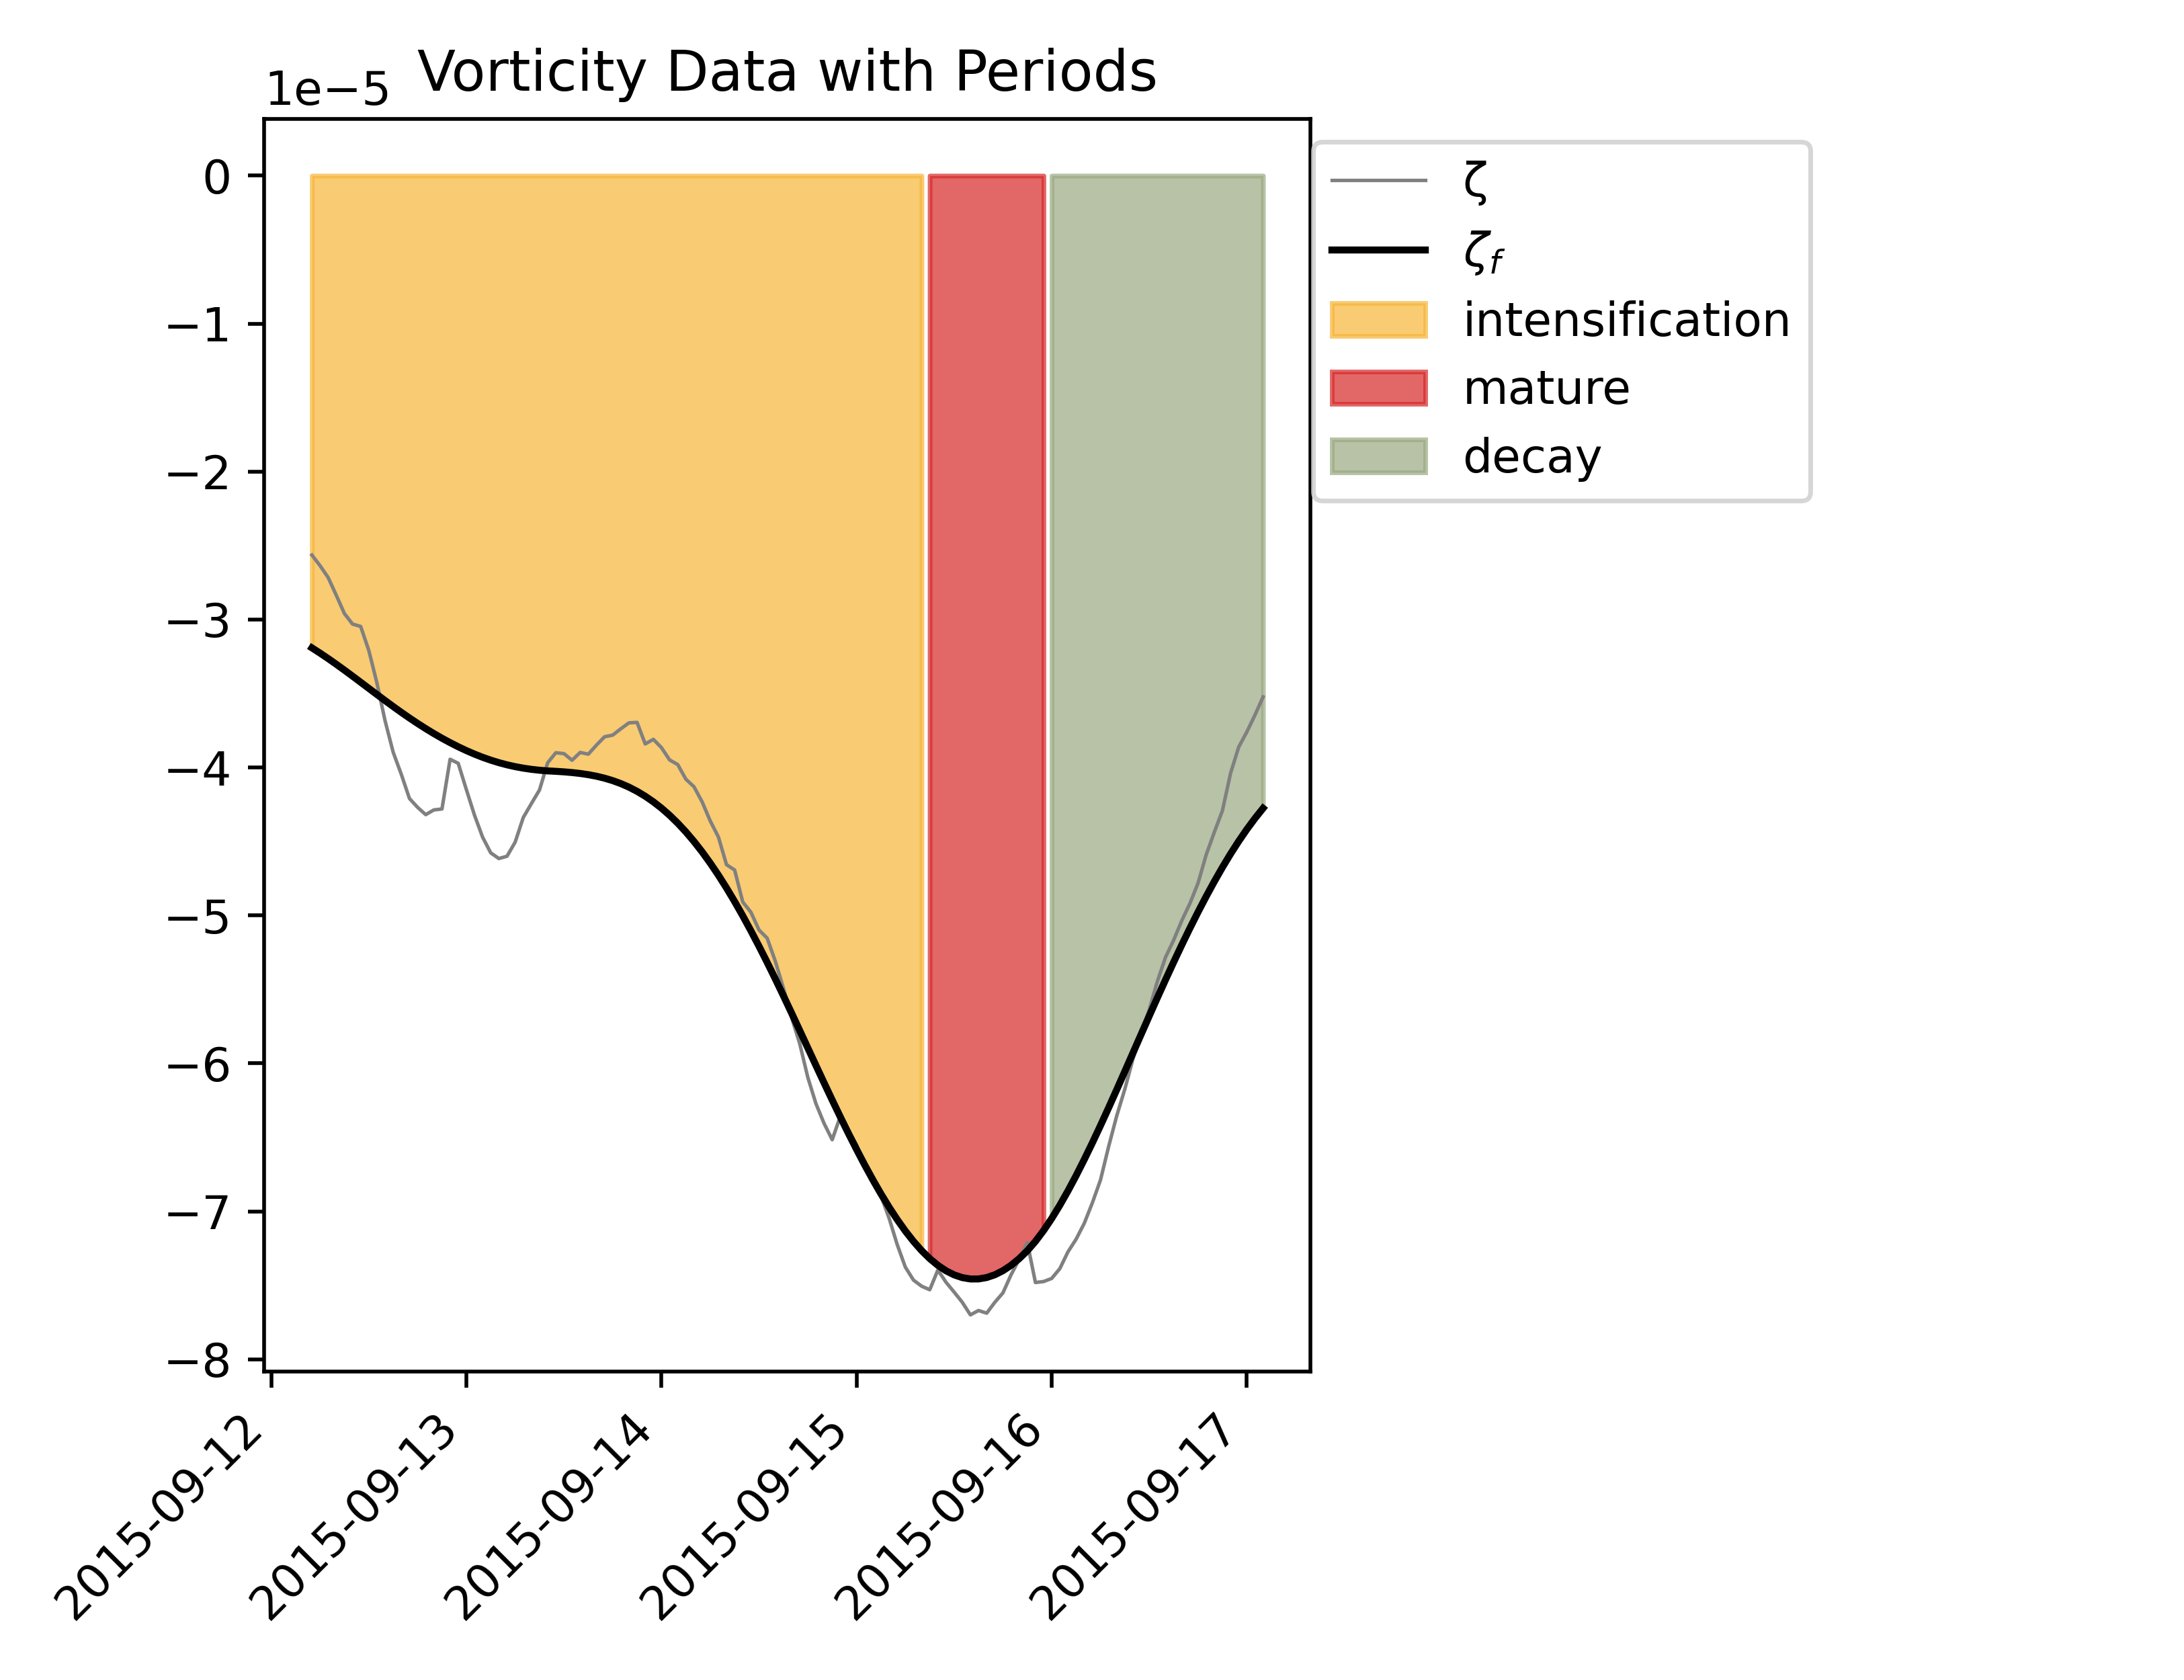 Vorticity Data with Periods
1e−5
0
−1
−2
−3
−4
−5
−6
−7
−8
2015-09-12
2015-09-13
2015-09-14
2015-09-15
2015-09-16
2015-09-17
ζ
ζf
intensification
mature
decay